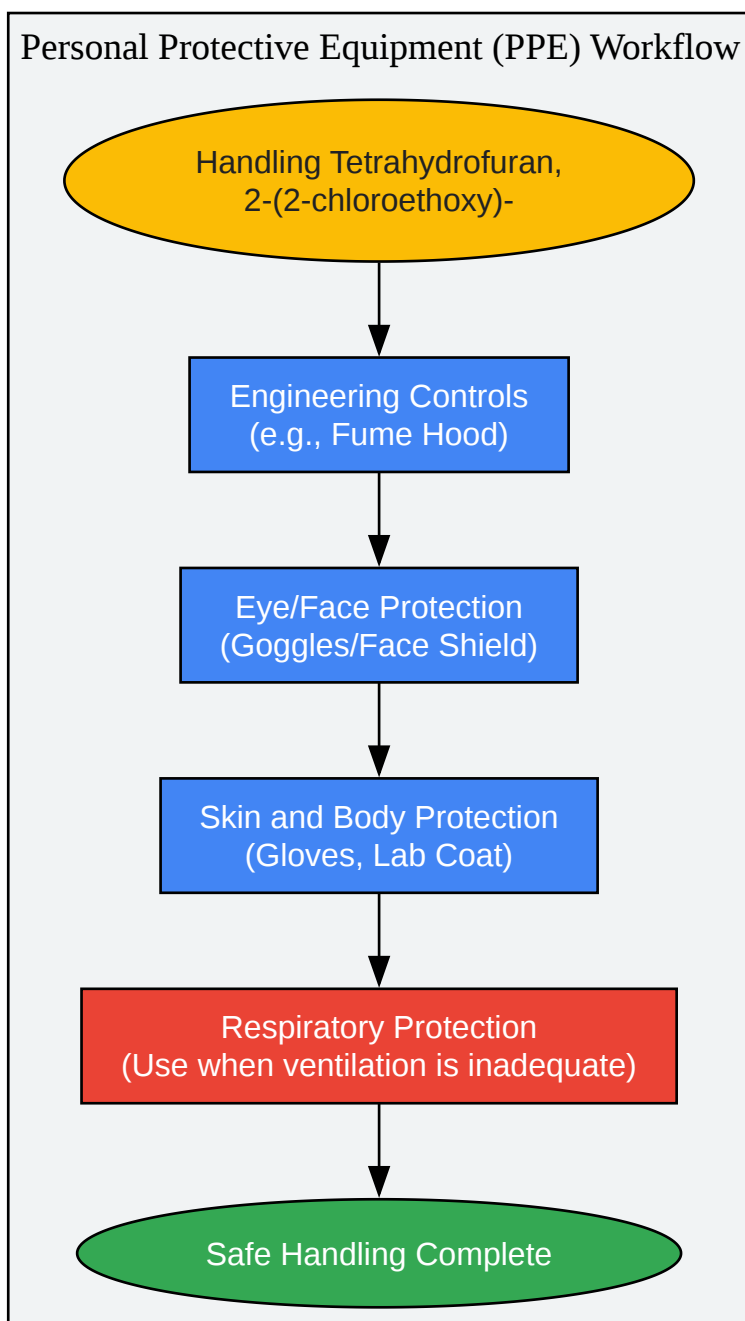 Personal Protective Equipment (PPE) Workflow
Handling Tetrahydrofuran,
2-(2-chloroethoxy)-
Engineering Controls
(e.g., Fume Hood)
Eye/Face Protection
(Goggles/Face Shield)
Skin and Body Protection
(Gloves, Lab Coat)
Respiratory Protection
(Use when ventilation is inadequate)
Safe Handling Complete